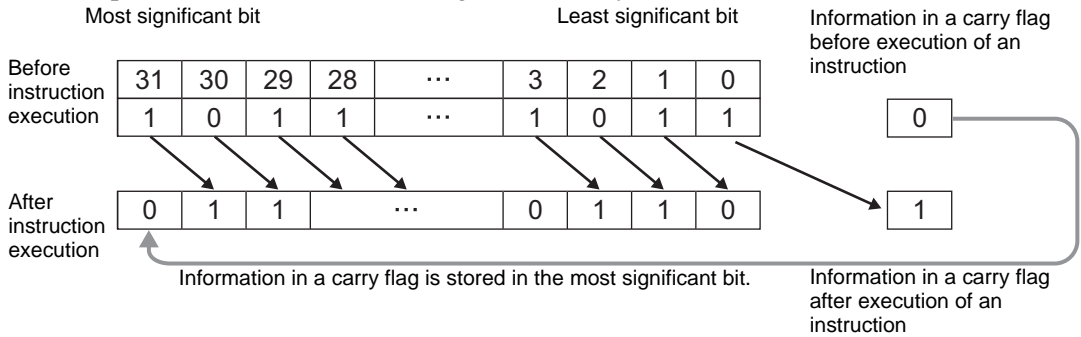 Most significant bit Least significant bit Information in a carry flag
before execution of an
instruction
Before
instruction
execution
31 30 29 28 ... 3 2 1 0
1 0 1 1 ... 1 0 1 1 0
After
instruction
execution
0 1 1 ... 0 1 1 0 1
Information in a carry flag is stored in the most significant bit.
Information in a carry flag
after execution of an
instruction